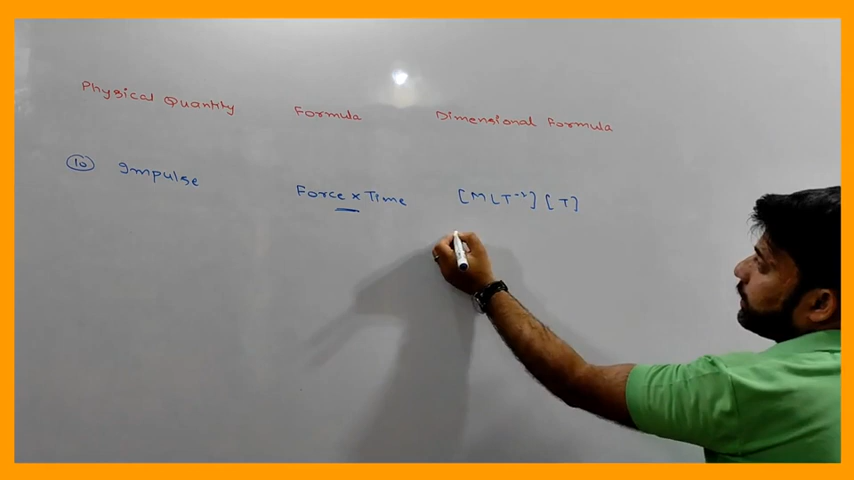 Physical Quantity Formula Dimensional Formula
10 Impulse Force × Time [MLT⁻²][T]